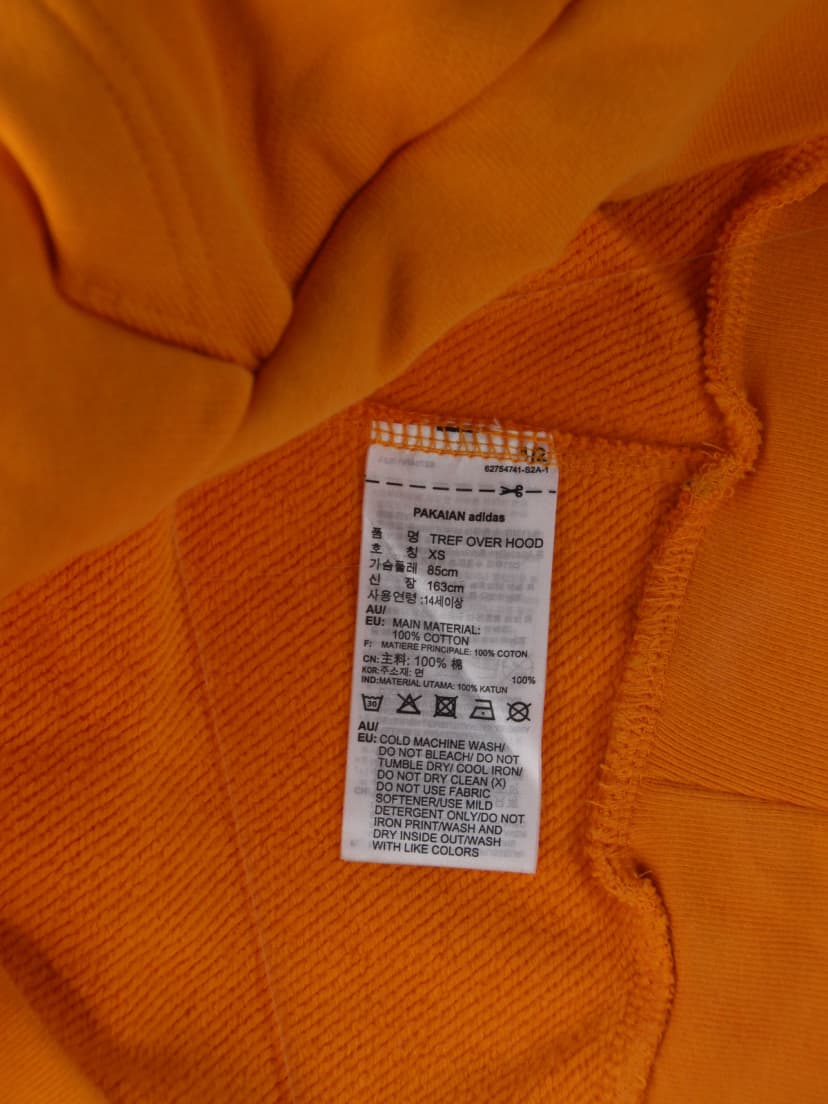 1/2
62754741-S2A-1
PAKAIAN adidas
품 명 TREF OVER HOOD
호 칭 XS
가슴둘레 85cm
신 장 163cm
사용연령 :14세이상
AU/
EU: MAIN MATERIAL:
100% COTTON
F: MATIERE PRINCIPALE: 100% COTON
CN: 主料: 100% 棉
KOR:주소재: 면 100%
IND:MATERIAL UTAMA: 100% KATUN
30
AU/
EU: COLD MACHINE WASH/
DO NOT BLEACH/ DO NOT
TUMBLE DRY/ COOL IRON/
DO NOT DRY CLEAN (X)
DO NOT USE FABRIC
SOFTENER/USE MILD
DETERGENT ONLY/DO NOT
IRON PRINT/WASH AND
DRY INSIDE OUT/WASH
WITH LIKE COLORS